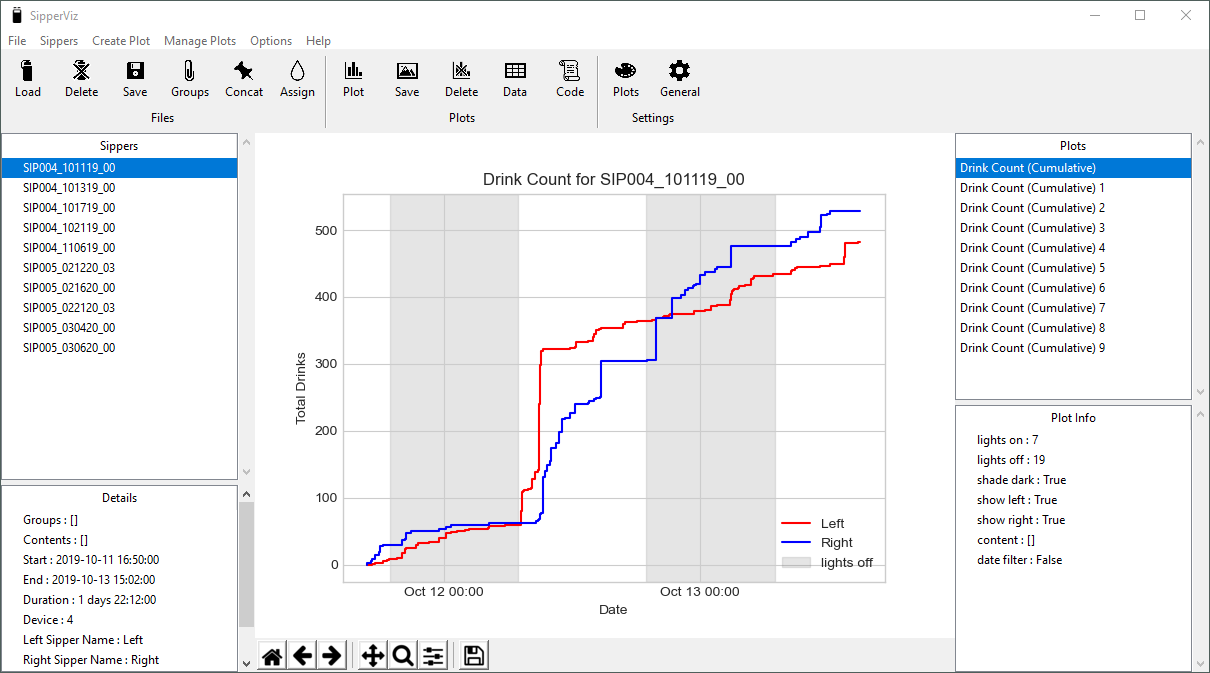 SipperViz
File Sippers Create Plot Manage Plots Options Help
Load Delete Save Groups Concat Assign Plot Save Delete Data Code Plots General
Files Plots Settings
Sippers
SIP004_101119_00
SIP004_101319_00
SIP004_101719_00
SIP004_102119_00
SIP004_110619_00
SIP005_021220_03
SIP005_021620_00
SIP005_022120_03
SIP005_030420_00
SIP005_030620_00
Details
Groups : []
Contents : []
Start : 2019-10-11 16:50:00
End : 2019-10-13 15:02:00
Duration : 1 days 22:12:00
Device : 4
Left Sipper Name : Left
Right Sipper Name : Right
Drink Count for SIP004_101119_00
Total Drinks
500
400
300
200
100
0
Left
Right
lights off
Oct 12 00:00 Oct 13 00:00
Date
Plots
Drink Count (Cumulative)
Drink Count (Cumulative) 1
Drink Count (Cumulative) 2
Drink Count (Cumulative) 3
Drink Count (Cumulative) 4
Drink Count (Cumulative) 5
Drink Count (Cumulative) 6
Drink Count (Cumulative) 7
Drink Count (Cumulative) 8
Drink Count (Cumulative) 9
Plot Info
lights on : 7
lights off : 19
shade dark : True
show left : True
show right : True
content : []
date filter : False